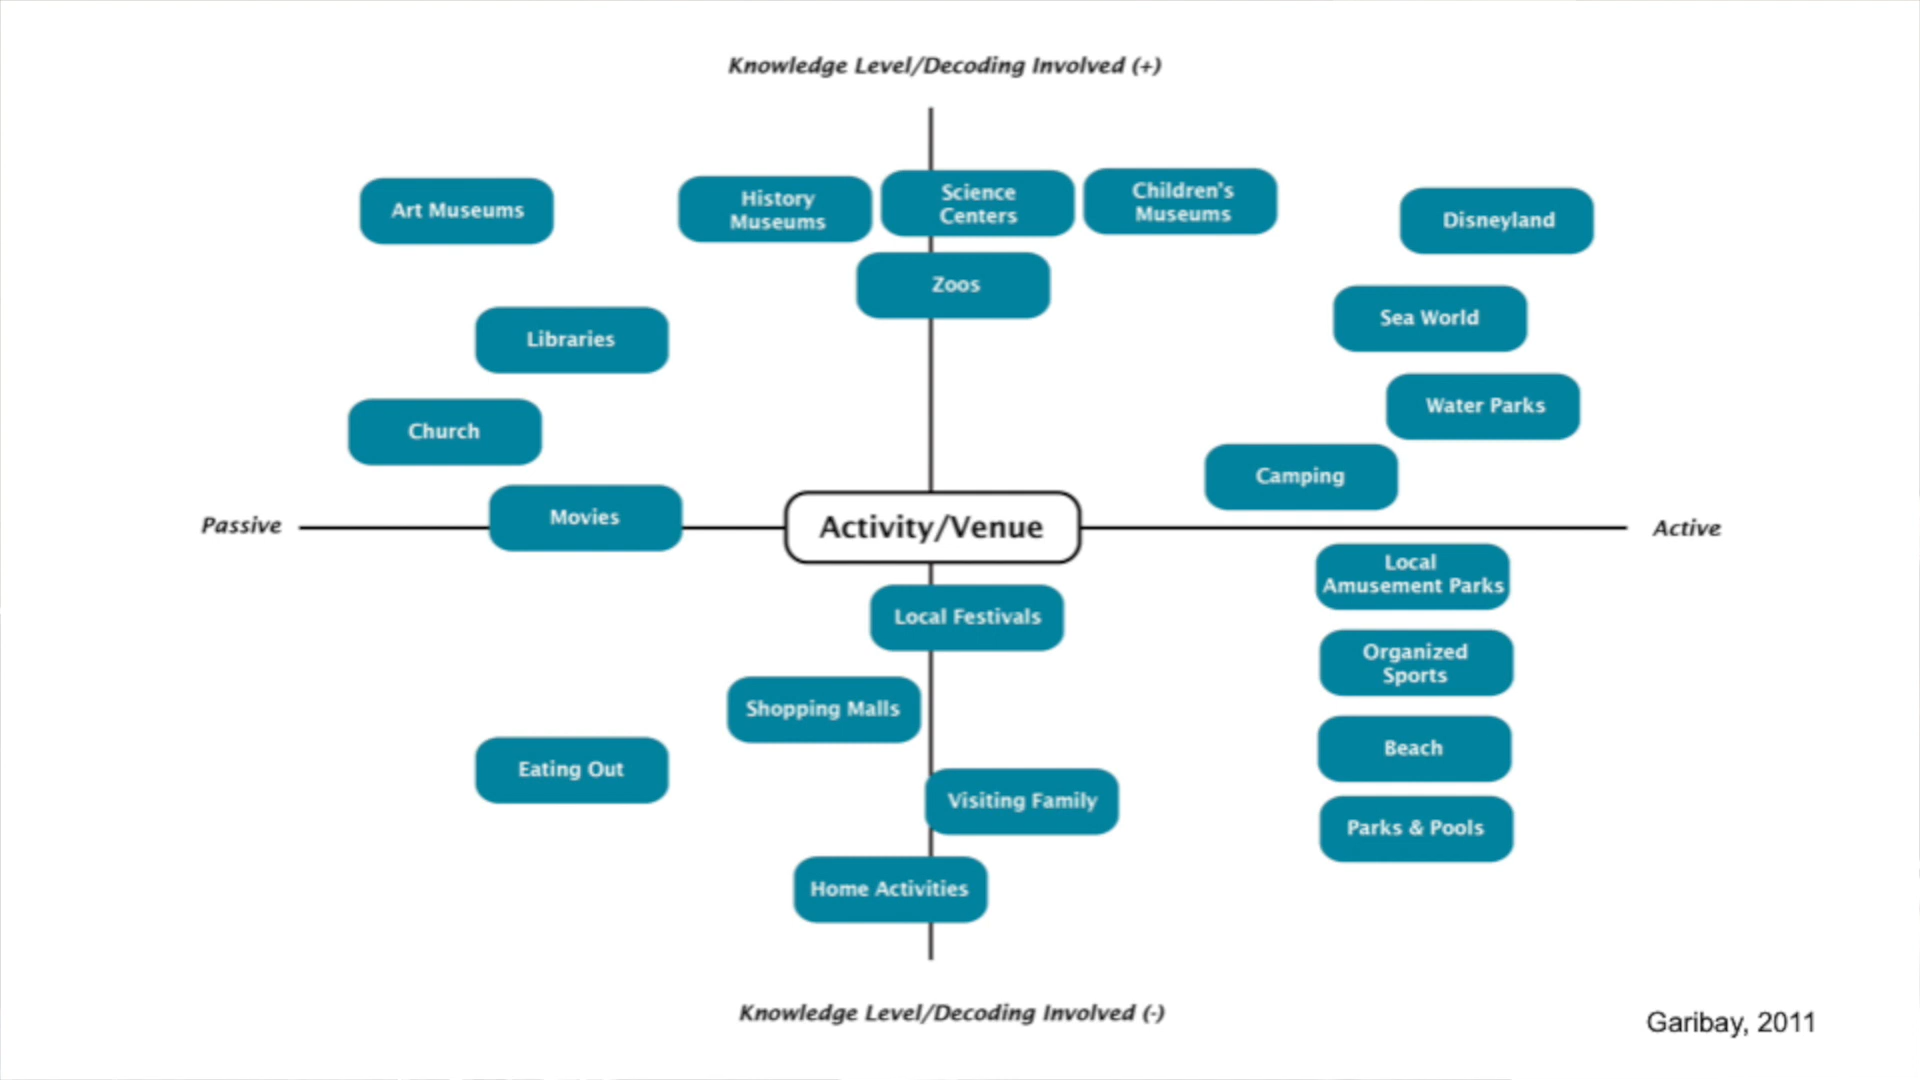 Knowledge Level/Decoding Involved (+)
Art Museums
History
Museums
Science
Centers
Children's
Museums
Disneyland
Zoos
Sea World
Libraries
Water Parks
Church
Camping
Movies
Passive
Activity/Venue
Active
Local
Amusement Parks
Local Festivals
Organized
Sports
Shopping Malls
Beach
Eating Out
Visiting Family
Parks & Pools
Home Activities
Knowledge Level/Decoding Involved (-)
Garibay, 2011